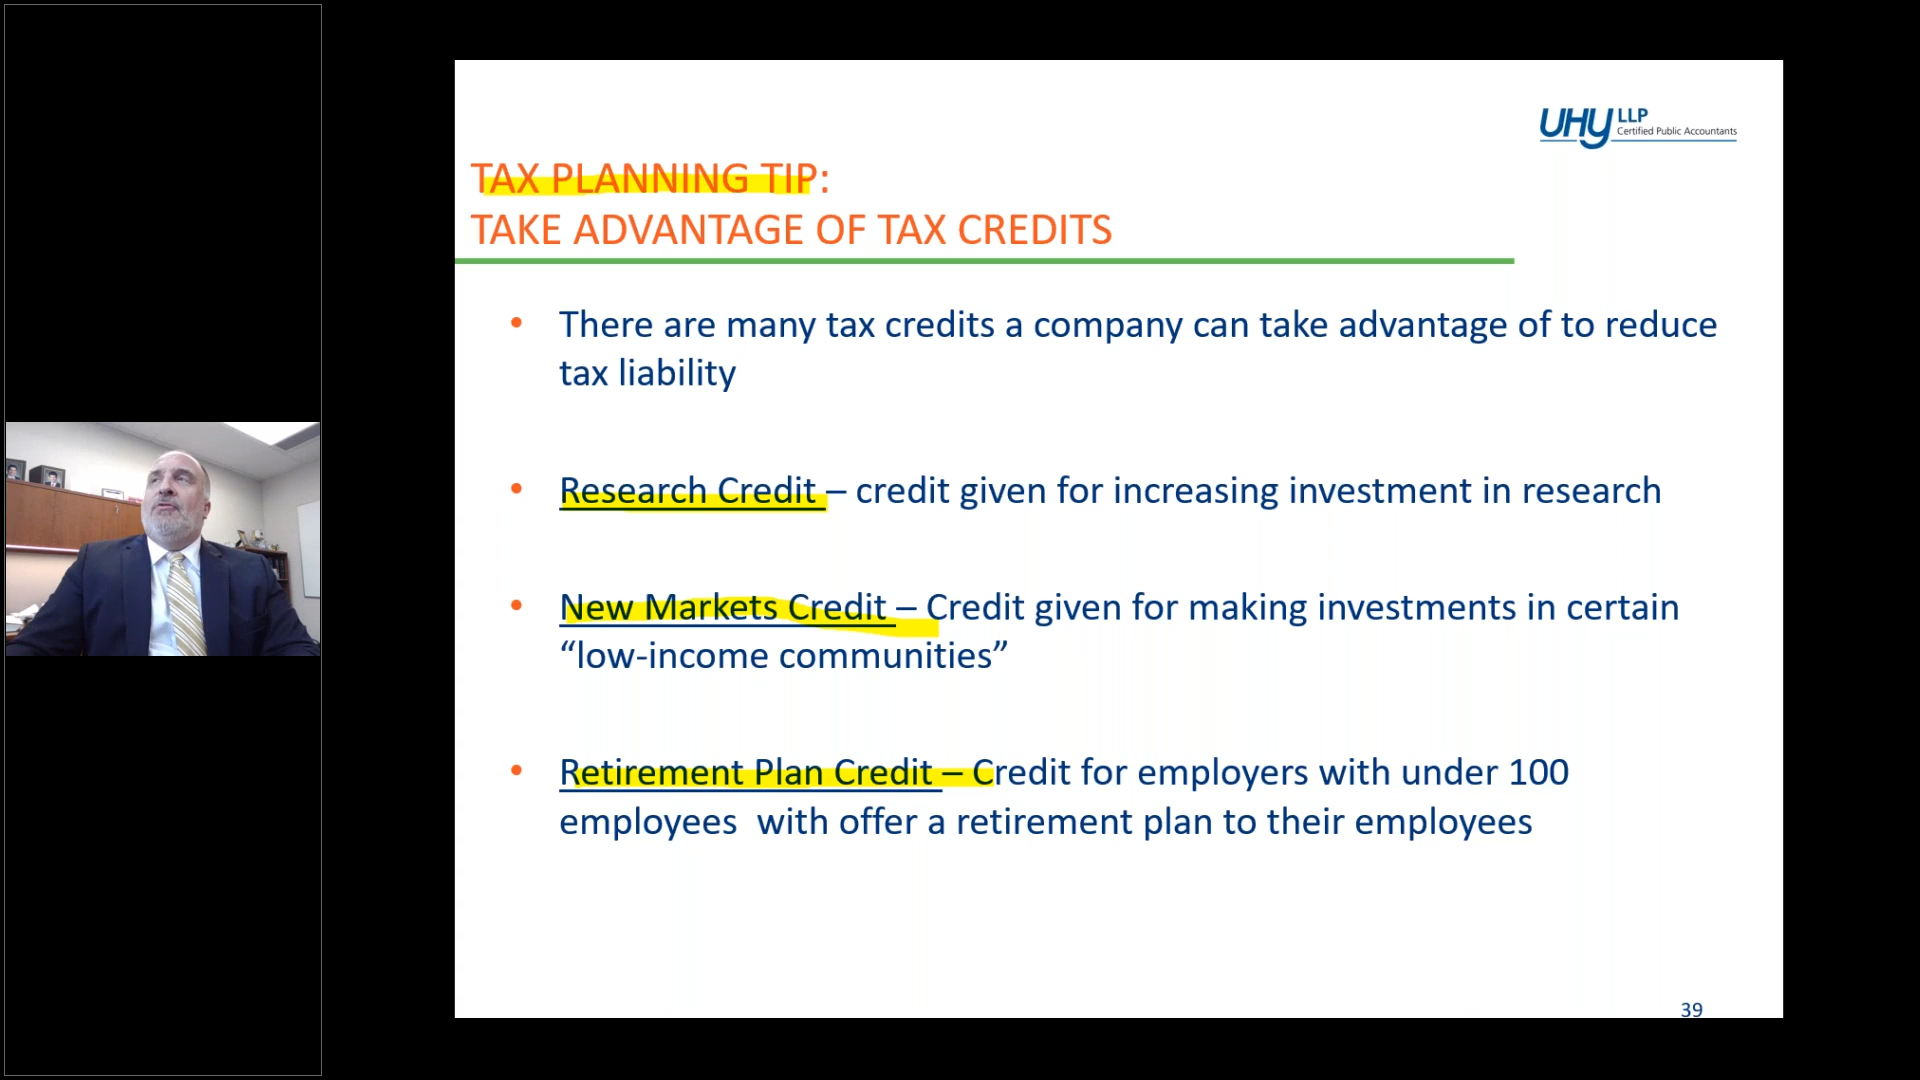 UHY LLP
Certified Public Accountants
TAX PLANNING TIP:
TAKE ADVANTAGE OF TAX CREDITS
• There are many tax credits a company can take advantage of to reduce
tax liability
• Research Credit – credit given for increasing investment in research
• New Markets Credit – Credit given for making investments in certain
“low-income communities”
• Retirement Plan Credit – Credit for employers with under 100
employees  with offer a retirement plan to their employees
39